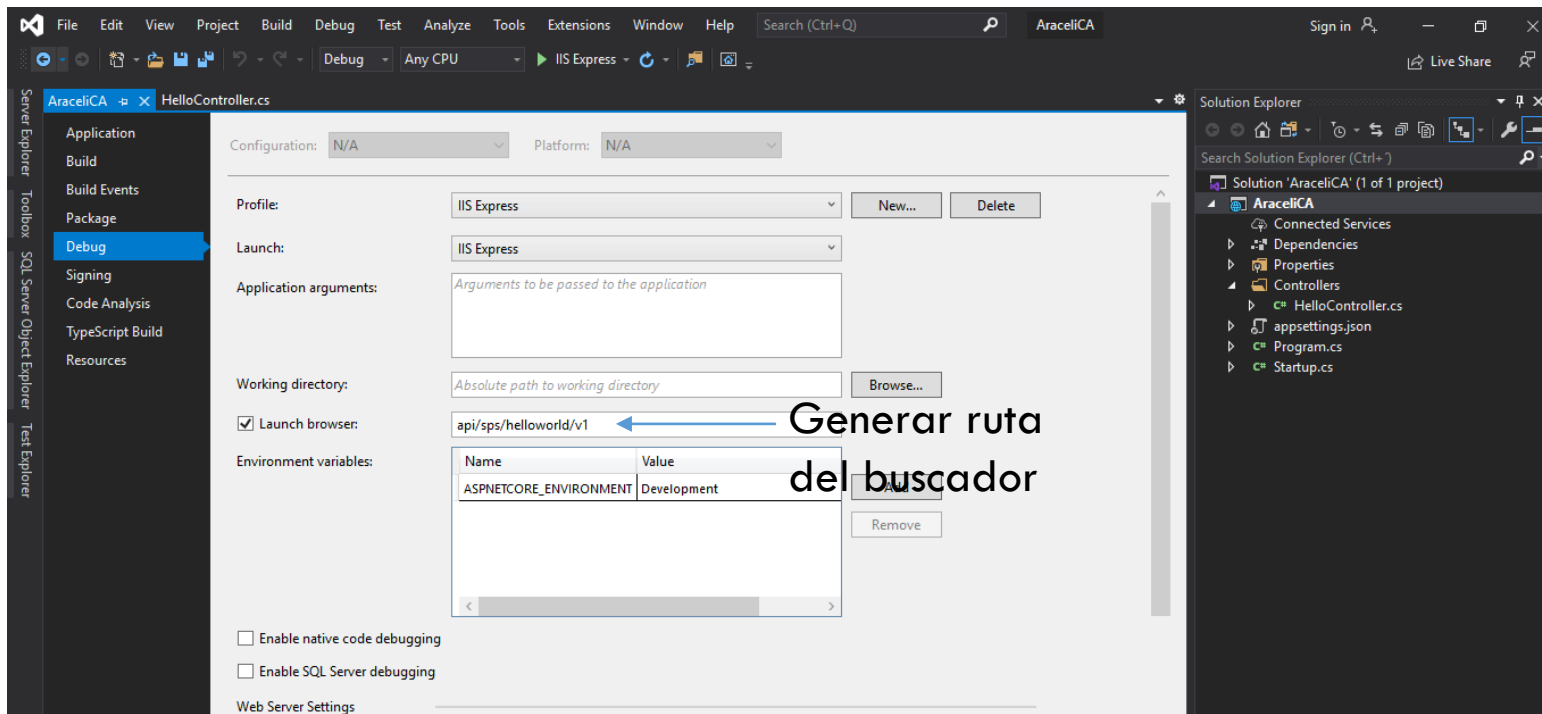 File Edit View Project Build Debug Test Analyze Tools Extensions Window Help Search (Ctrl+Q) AraceliCA Sign in
Debug Any CPU IIS Express Live Share
Server Explorer
Toolbox
SQL Server Object Explorer
Test Explorer
AraceliCA HelloController.cs
Application
Build
Build Events
Package
Debug
Signing
Code Analysis
TypeScript Build
Resources
Configuration: N/A Platform: N/A
Profile: IIS Express New... Delete
Launch: IIS Express
Application arguments: Arguments to be passed to the application
Working directory: Absolute path to working directory Browse...
Launch browser: api/sps/helloworld/v1
Generar ruta
del buscador
Environment variables: Name Value
ASPNETCORE_ENVIRONMENT Development Add
Remove
Enable native code debugging
Enable SQL Server debugging
Web Server Settings
Solution Explorer
Search Solution Explorer (Ctrl+´)
Solution 'AraceliCA' (1 of 1 project)
AraceliCA
Connected Services
Dependencies
Properties
Controllers
C# HelloController.cs
appsettings.json
C# Program.cs
C# Startup.cs